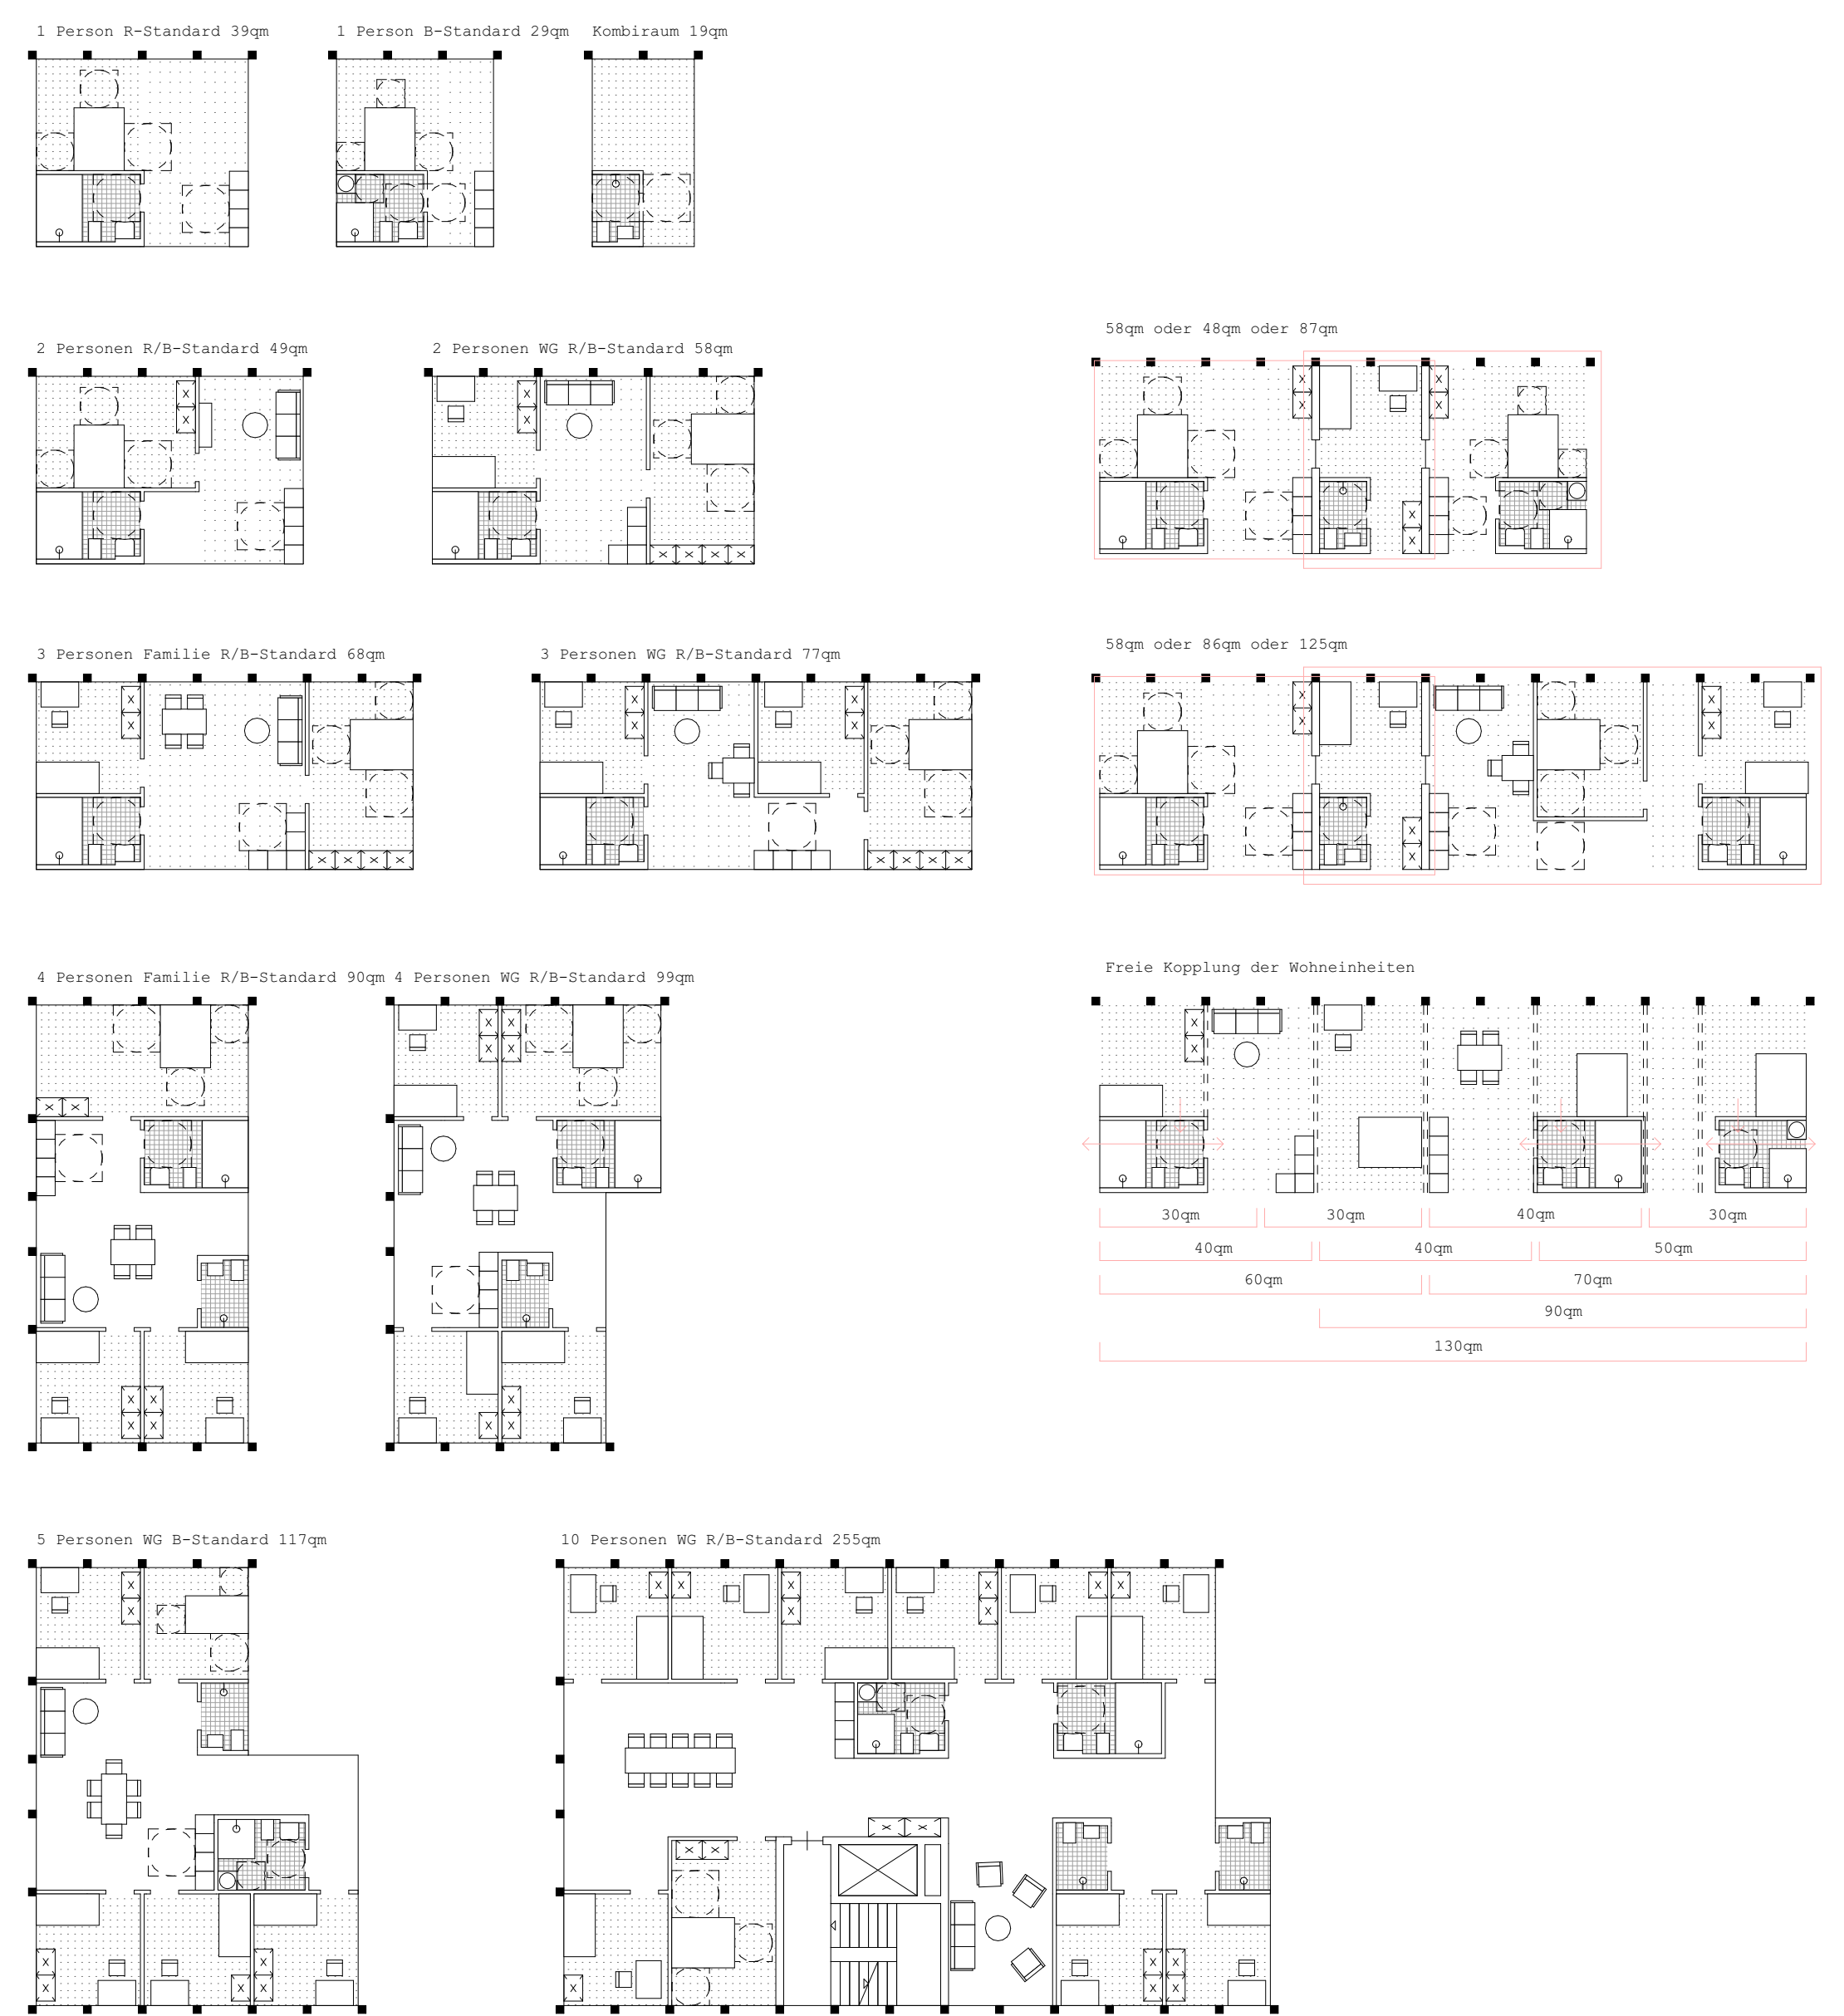 1 Person R-Standard 39qm
1 Person B-Standard 29qm
Kombiraum 19qm
2 Personen R/B-Standard 49qm
2 Personen WG R/B-Standard 58qm
58qm oder 48qm oder 87qm
3 Personen Familie R/B-Standard 68qm
3 Personen WG R/B-Standard 77qm
58qm oder 86qm oder 125qm
4 Personen Familie R/B-Standard 90qm
4 Personen WG R/B-Standard 99qm
Freie Kopplung der Wohneinheiten
30qm
30qm
40qm
30qm
40qm
40qm
50qm
60qm
70qm
90qm
130qm
5 Personen WG B-Standard 117qm
10 Personen WG R/B-Standard 255qm